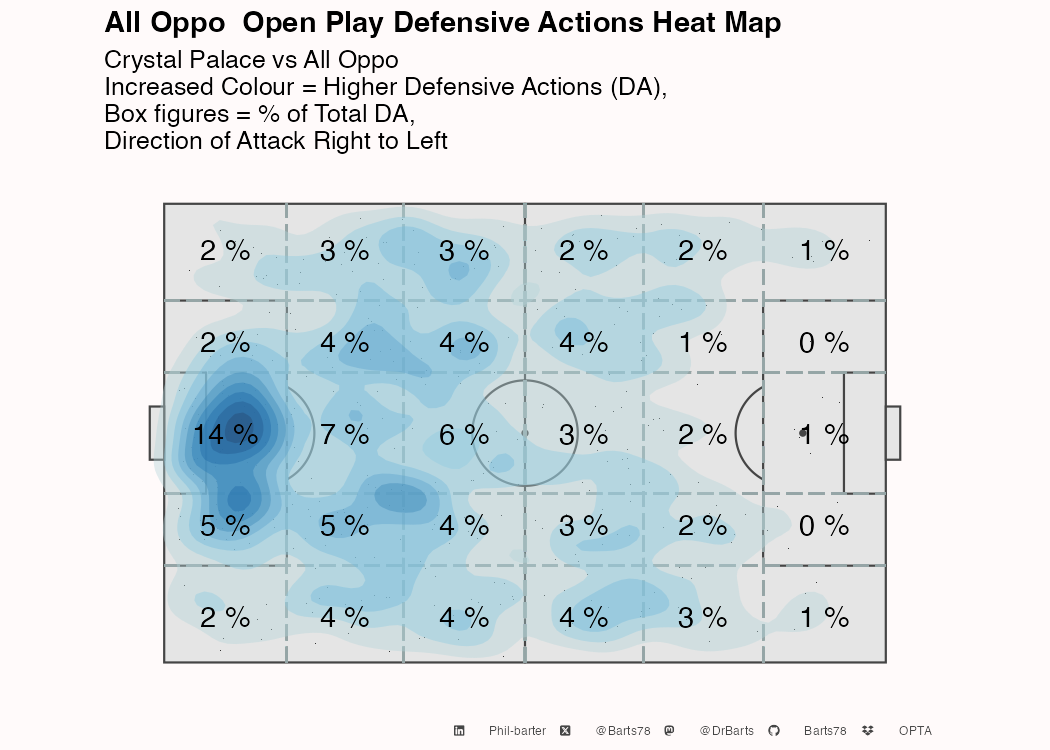 All Oppo  Open Play Defensive Actions Heat Map
Crystal Palace vs All Oppo
Increased Colour = Higher Defensive Actions (DA),
Box figures = % of Total DA,
Direction of Attack Right to Left
2 % 3 % 3 % 2 % 2 % 1 %
2 % 4 % 4 % 4 % 1 % 0 %
14 % 7 % 6 % 3 % 2 % 1 %
5 % 5 % 4 % 3 % 2 % 0 %
2 % 4 % 4 % 4 % 3 % 1 %
Phil-barter @Barts78 @DrBarts Barts78 OPTA